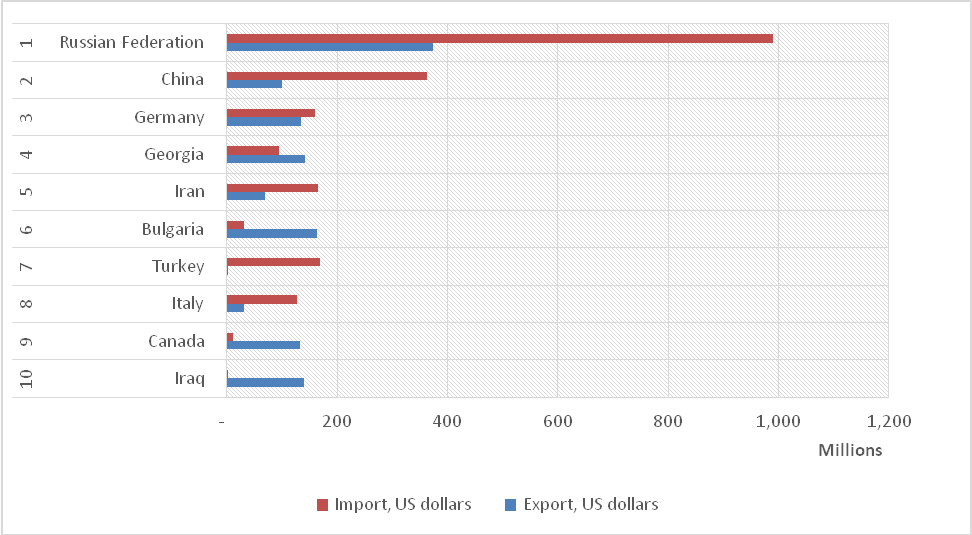 1 Russian Federation
2 China
3 Germany
4 Georgia
5 Iran
6 Bulgaria
7 Turkey
8 Italy
9 Canada
10 Iraq
- 200 400 600 800 1,000 1,200
Millions
Import, US dollars Export, US dollars